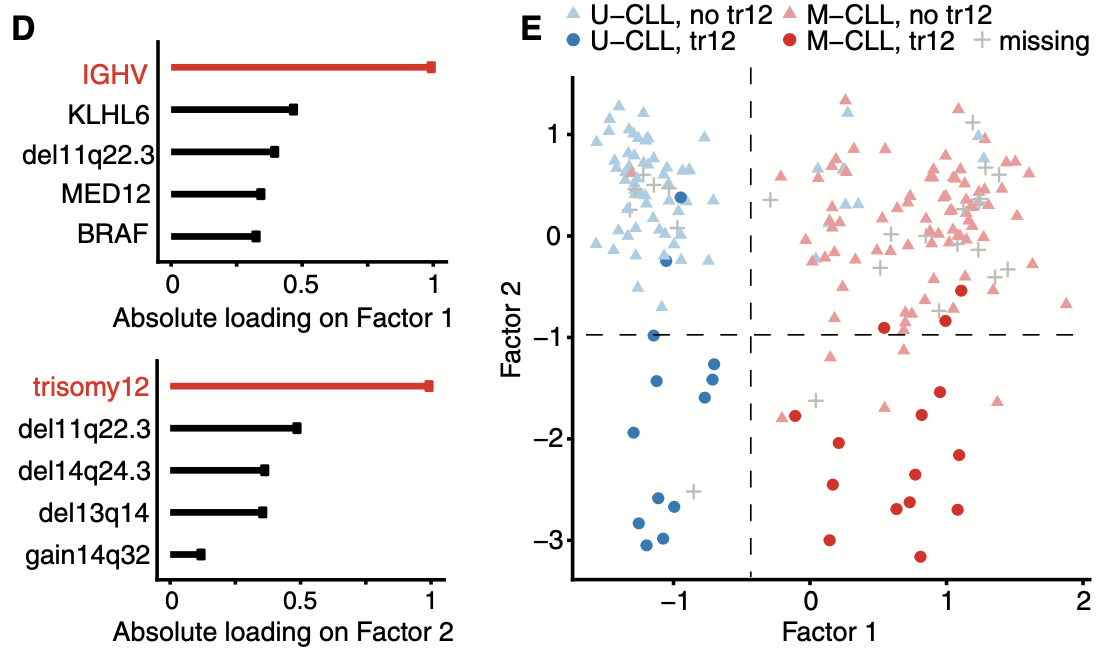 D
IGHV
KLHL6
del11q22.3
MED12
BRAF
0 0.5 1
Absolute loading on Factor 1
trisomy12
del11q22.3
del14q24.3
del13q14
gain14q32
0 0.5 1
Absolute loading on Factor 2
E
U−CLL, no tr12 M−CLL, no tr12
U−CLL, tr12 M−CLL, tr12 missing
Factor 2
1
0
−1
−2
−3
−1 0 1 2
Factor 1